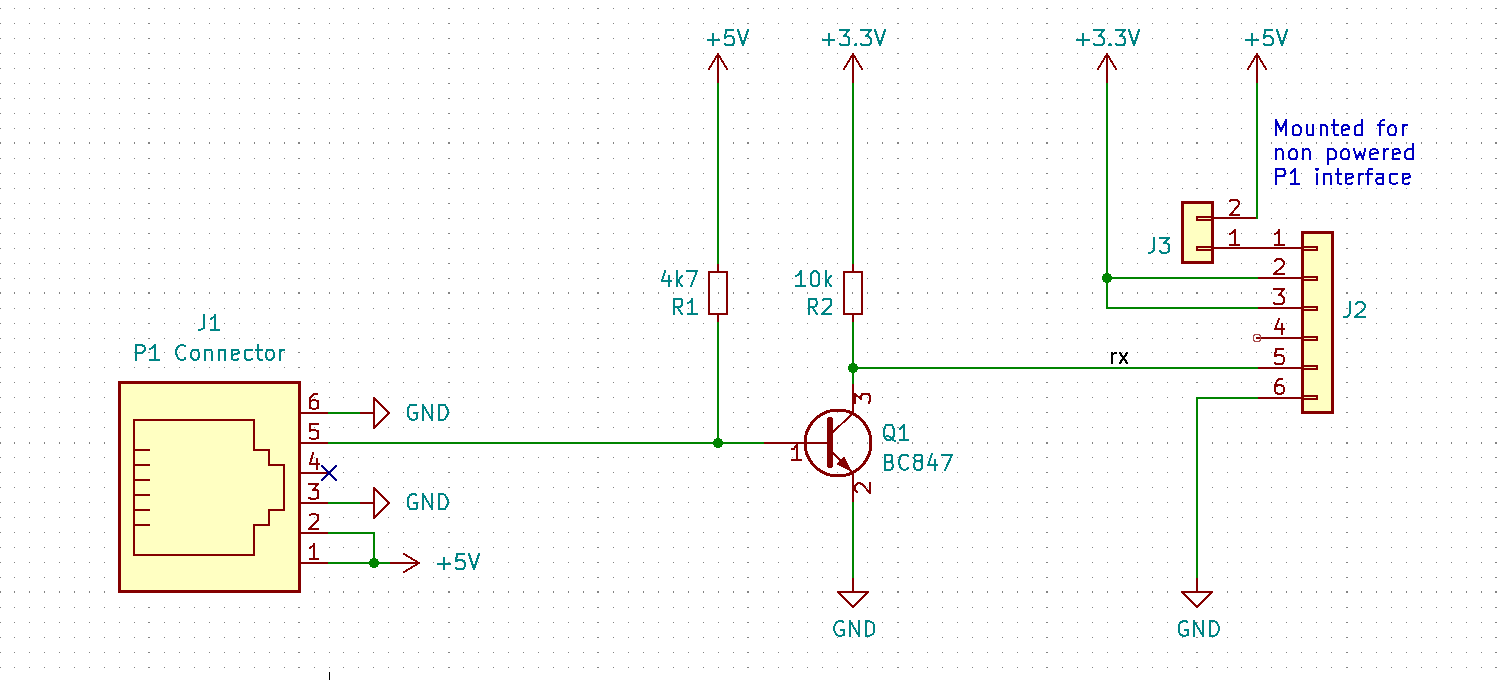 +5V
+3.3V
+3.3V
+5V
Mounted for
non powered
P1 interface
2
1
J3
1
2
3
4
5
6
J2
4k7
R1
10k
R2
rx
J1
P1 Connector
6
GND
5
4
3
GND
2
1
+5V
3
1
2
Q1
BC847
GND
GND